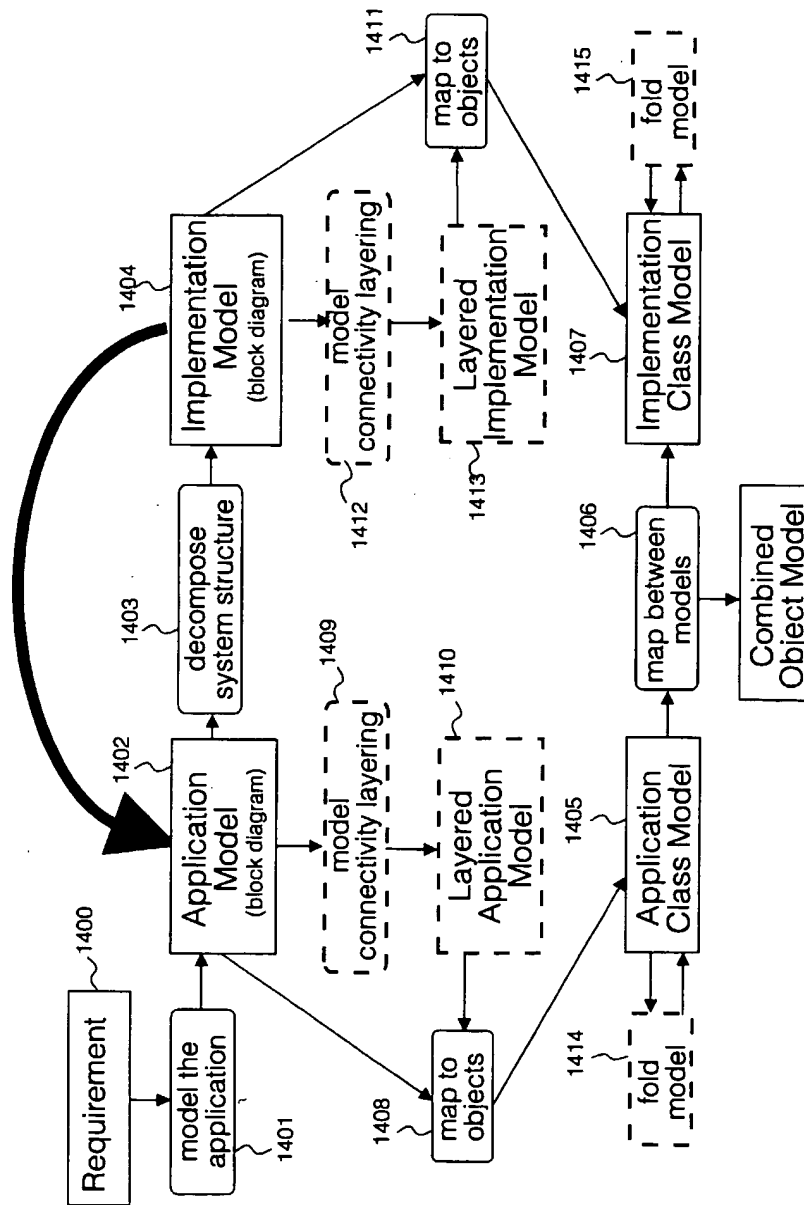 Requirement
1400
model the
application
1401
Application
Model
(block diagram)
1402
decompose
system structure
1403
Implementation
Model
(block diagram)
1404
model
connectivity layering
1409
model
connectivity layering
1412
Layered
Application
Model
1410
Layered
Implementation
Model
1413
map to
objects
1408
map to
objects
1411
fold
model
1414
Application
Class Model
1405
map between
models
1406
Implementation
Class Model
1407
fold
model
1415
Combined
Object Model